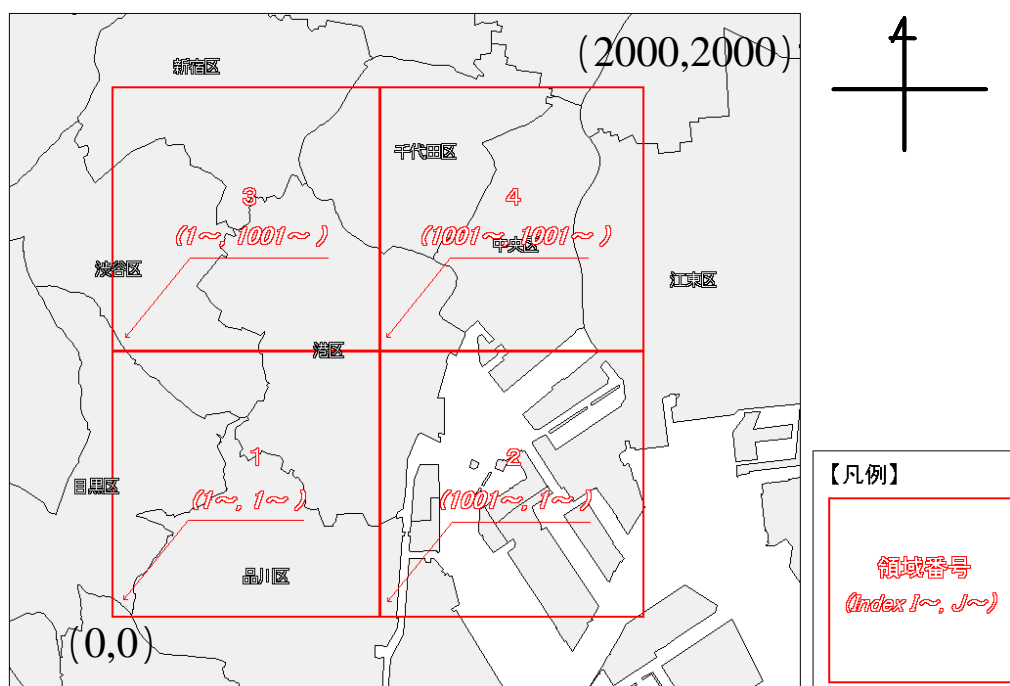 (2000,2000)
新宿区
千代田区
3
4
(1～, 1001～)
(1001～, 1001～)
中央区
渋谷区
江東区
港区
1
2
目黒区
(1～, 1～)
(1001～, 1～)
品川区
(0,0)
【凡例】
領域番号
(Index I～, J～)